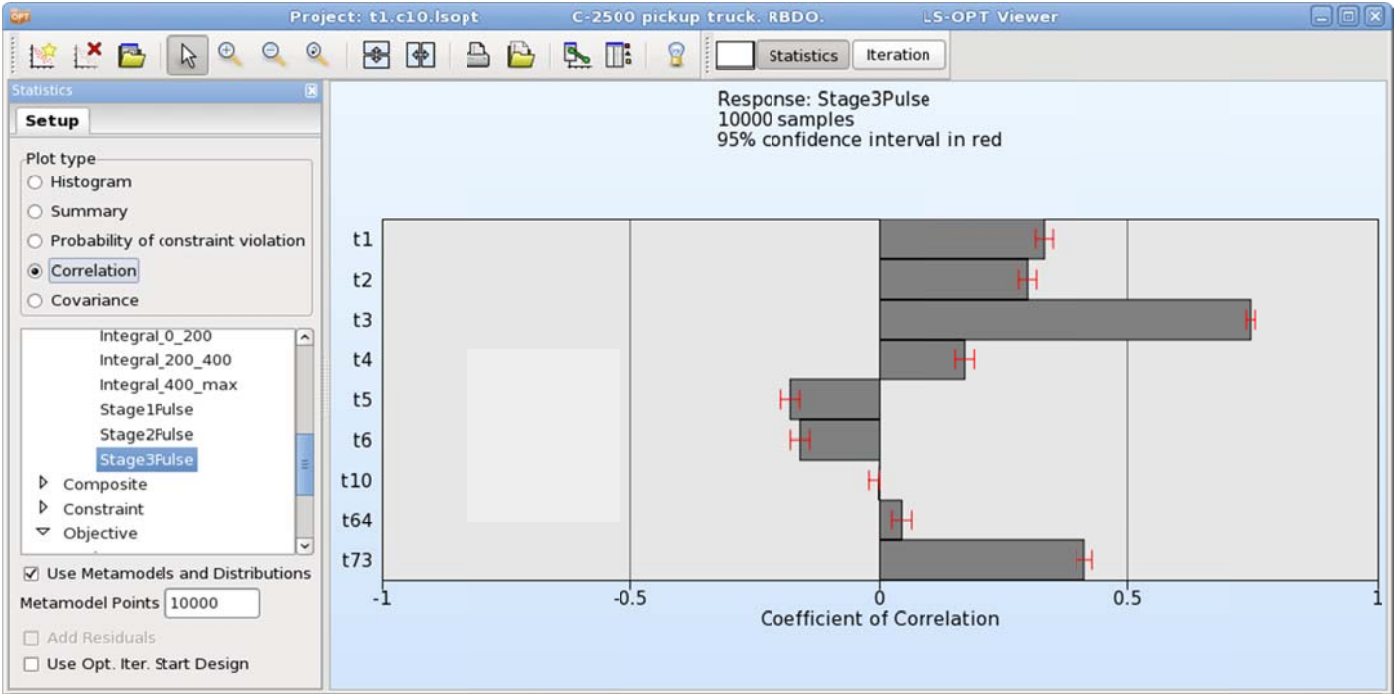 OPT Project: t1.c10.lsopt C-2500 pickup truck. RBDO. LS-OPT Viewer
Statistics Iteration
Statistics
Setup
Plot type
Histogram
Summary
Probability of constraint violation
Correlation
Covariance
Integral_0_200
Integral_200_400
Integral_400_max
Stage1Pulse
Stage2Pulse
Stage3Pulse
Composite
Constraint
Objective
Use Metamodels and Distributions
Metamodel Points 10000
Add Residuals
Use Opt. Iter. Start Design
Response: Stage3Pulse
10000 samples
95% confidence interval in red
t1
t2
t3
t4
t5
t6
t10
t64
t73
-1 -0.5 0 0.5 1
Coefficient of Correlation